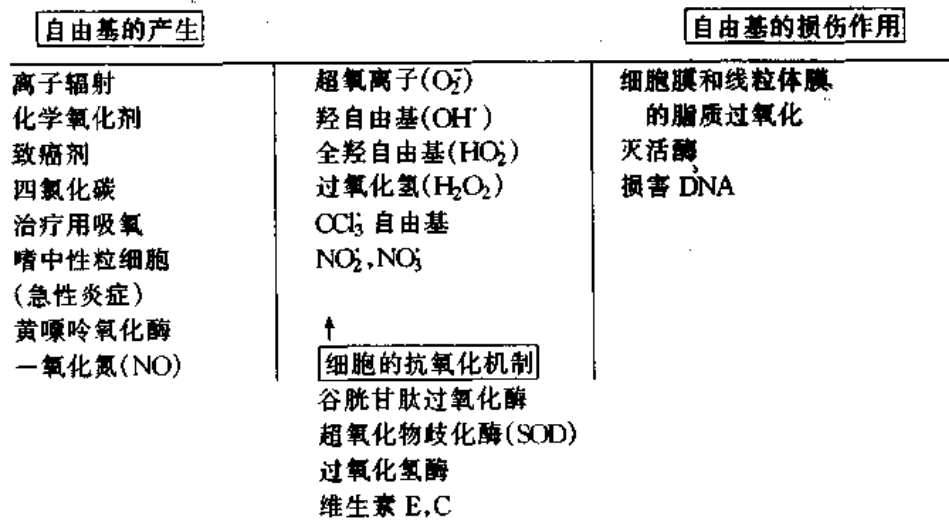 自由基的产生
自由基的损伤作用
离子辐射
化学氧化剂
致癌剂
四氯化碳
治疗用吸氧
嗜中性粒细胞
(急性炎症)
黄嘌呤氧化酶
一氧化氮(NO)
超氧离子(O₂⁻)
羟自由基(OH˙)
全羟自由基(HO₂˙)
过氧化氢(H₂O₂)
CCl₃˙自由基
NO₂˙,NO₃˙
细胞的抗氧化机制
谷胱甘肽过氧化酶
超氧化物歧化酶(SOD)
过氧化氢酶
维生素 E,C
细胞膜和线粒体膜
的脂质过氧化
灭活酶
损害 DNA